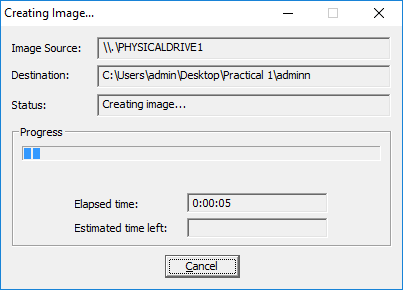 Creating Image...
Image Source: \\.\PHYSICALDRIVE1
Destination: C:\Users\admin\Desktop\Practical 1\adminn
Status: Creating image...
Progress
Elapsed time: 0:00:05
Estimated time left:
Cancel